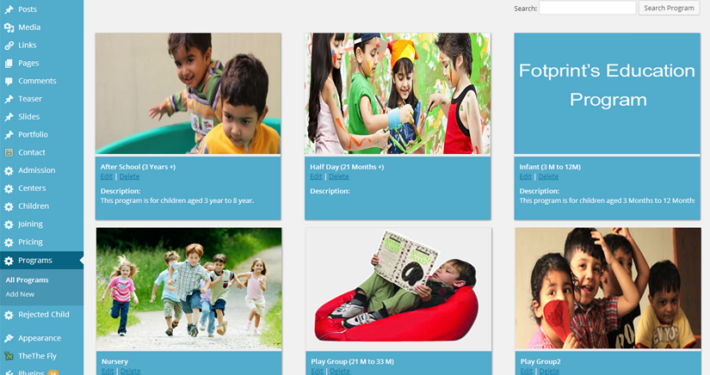 Posts
Media
Links
Pages
Comments
Teaser
Slides
Portfolio
Contact
Admission
Centers
Children
Joining
Pricing
Programs
All Programs
Add New
Rejected Child
Appearance
TheThe Fly
Plugins
Search:
Search Program
After School (3 Years +)
Edit | Delete
Description:
This program is for children aged 3 year to 8 year.
Half Day (21 Months +)
Edit | Delete
Description:
Fotprint's Education
Program
Infant (3 M to 12M)
Edit | Delete
Description:
This program is for children aged 3 Months to 12 Month
Nursery
Edit | Delete
Play Group (21 M to 33 M)
Edit | Delete
Play Group2
Edit | Delete